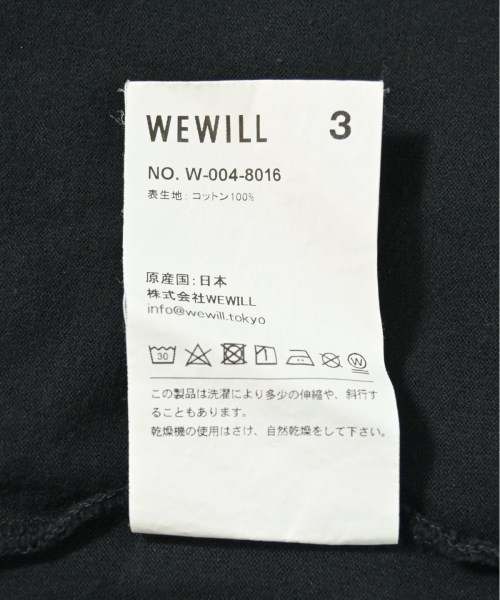 WEWILL 3
NO. W-004-8016
表生地：コットン100%
原産国：日本
株式会社WEWILL
info@wewill.tokyo
30 W
この製品は洗濯により多少の伸縮や、斜行す
ることもあります。
乾燥機の使用はさけ、自然乾燥をして下さい。